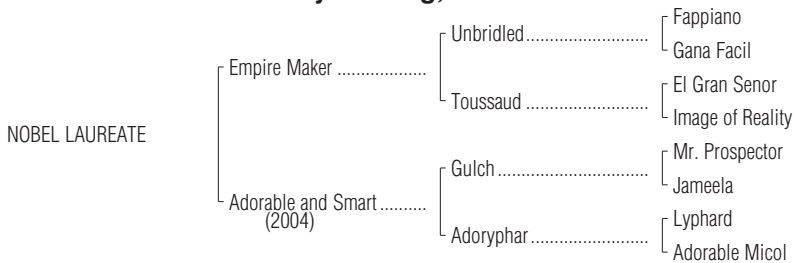 Fappiano
Unbridled
Gana Facil
Empire Maker
El Gran Senor
Toussaud
Image of Reality
NOBEL LAUREATE
Mr. Prospector
Gulch
Jameela
Adorable and Smart
(2004)
Lyphard
Adoryphar
Adorable Micol